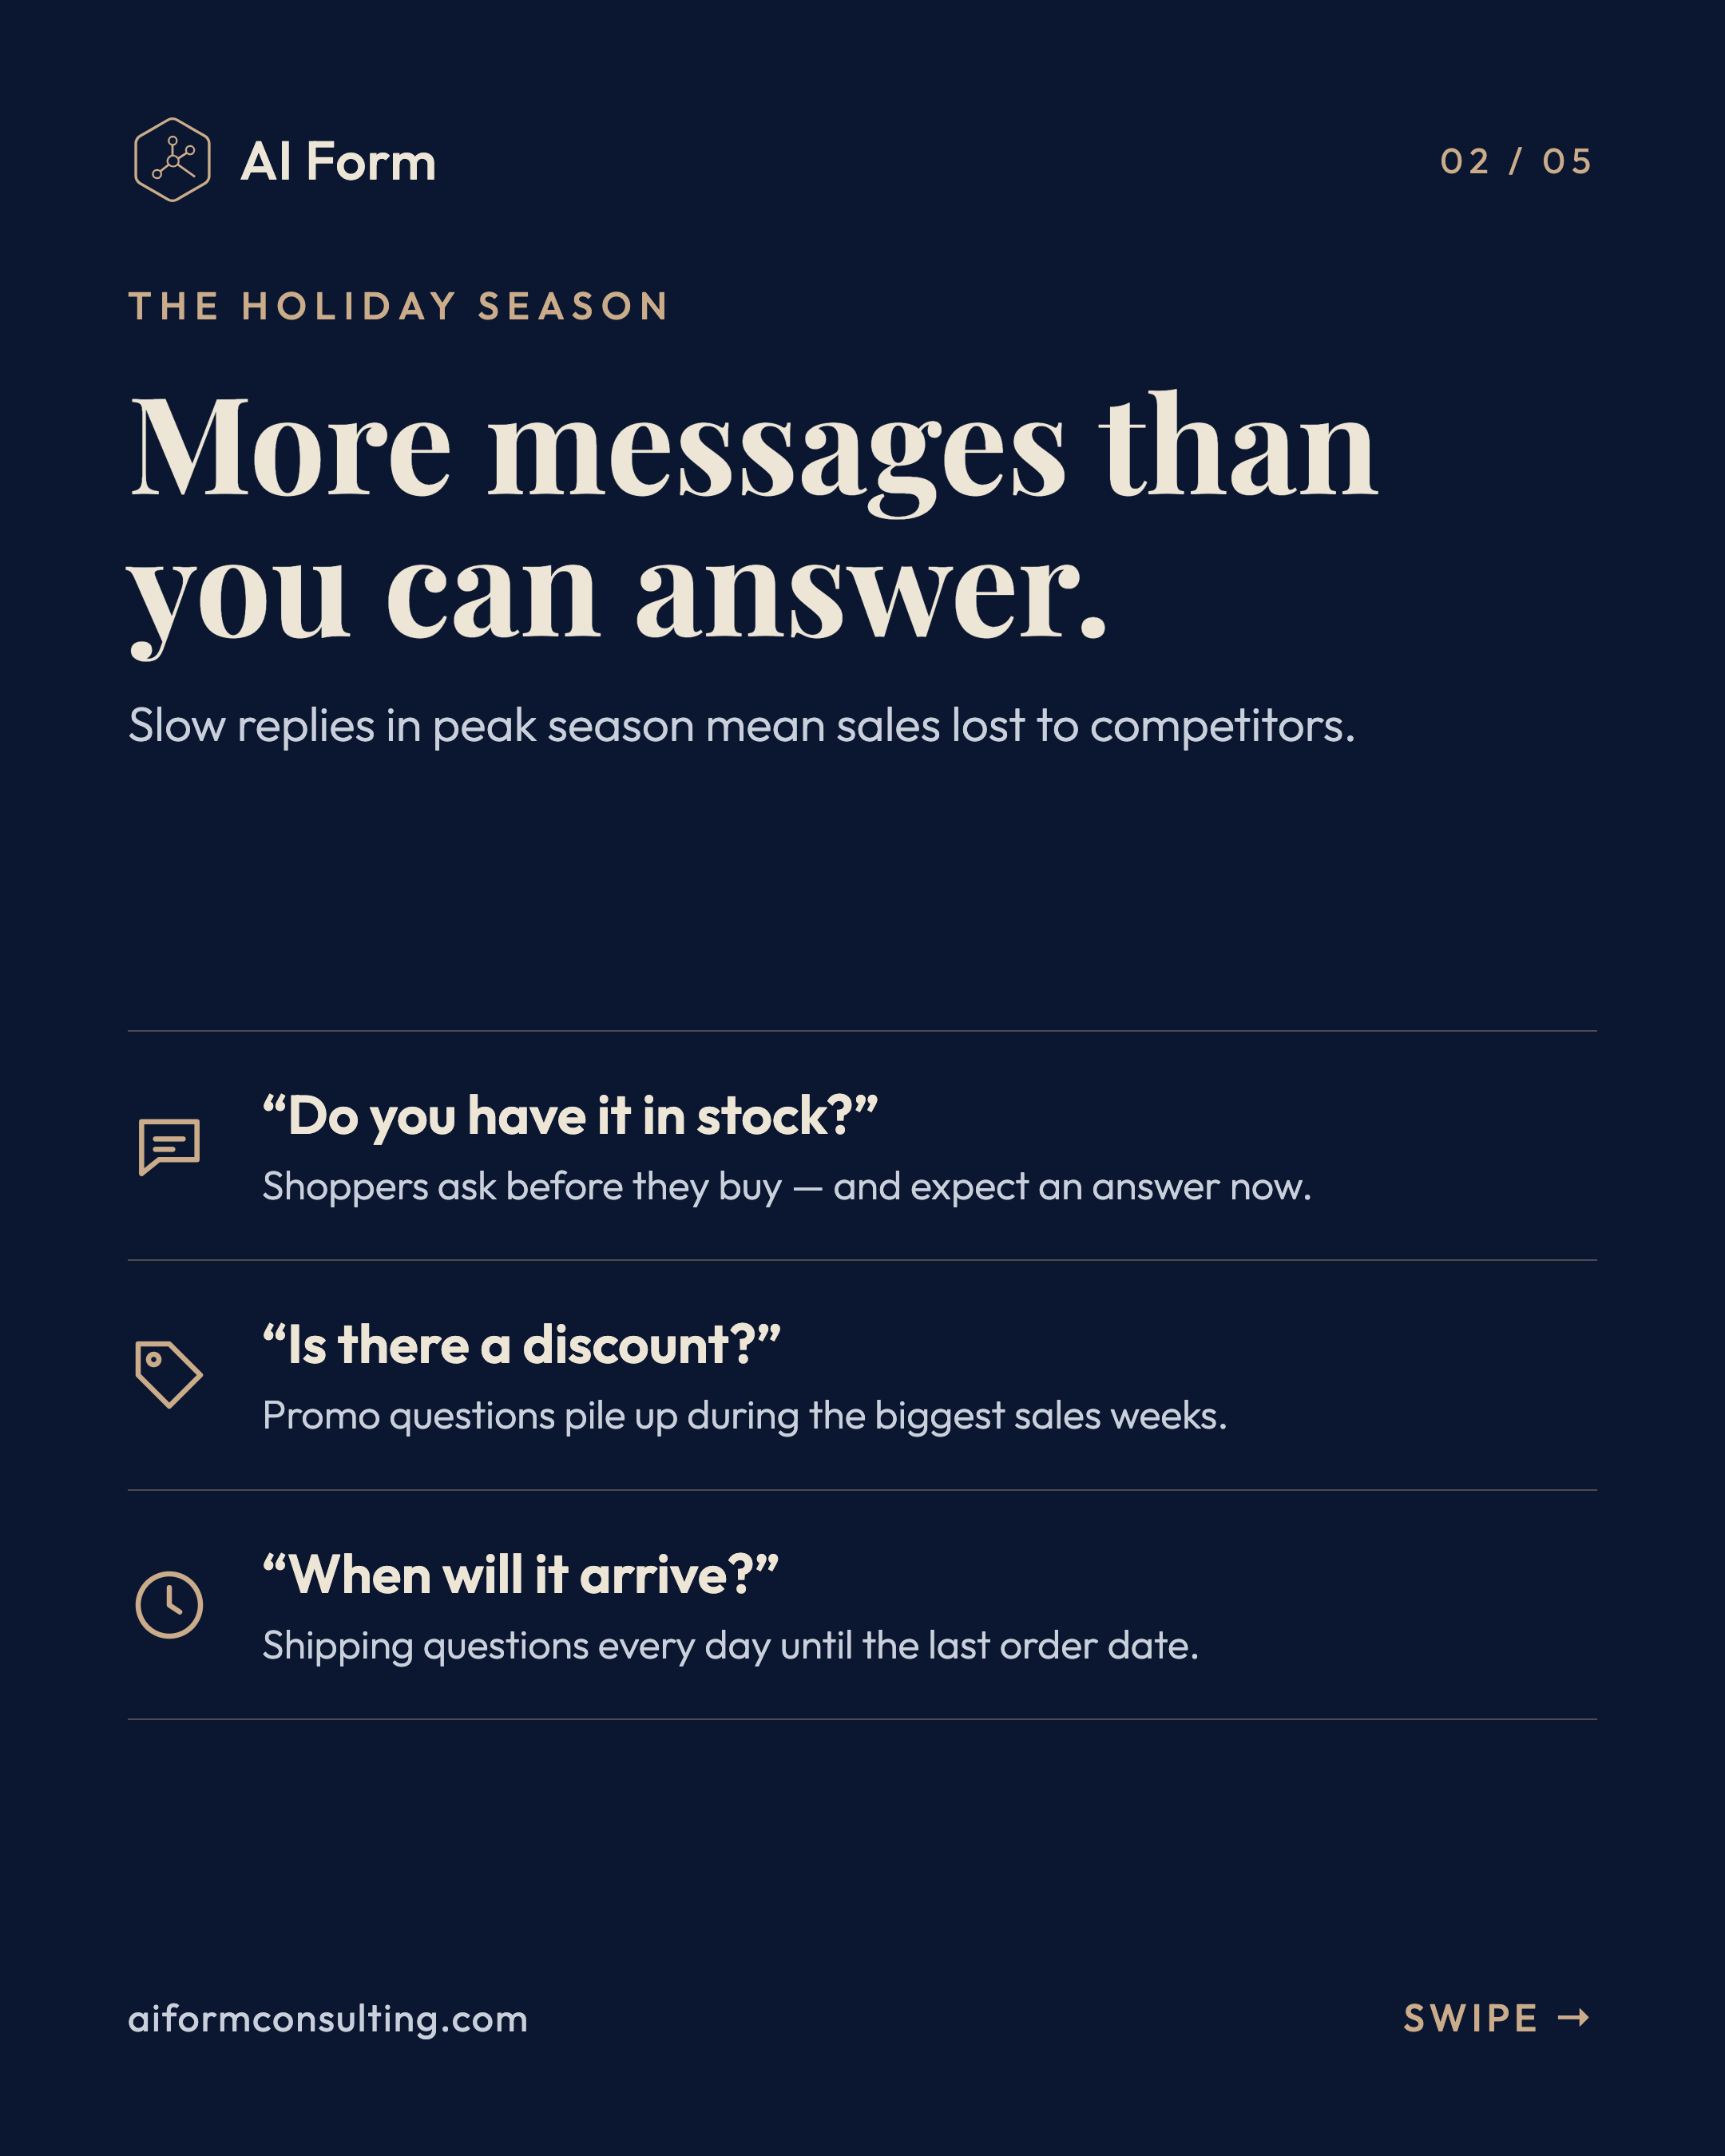 AI Form
02 / 05
THE HOLIDAY SEASON
More messages than
you can answer.
Slow replies in peak season mean sales lost to competitors.
“Do you have it in stock?”
Shoppers ask before they buy — and expect an answer now.
“Is there a discount?”
Promo questions pile up during the biggest sales weeks.
“When will it arrive?”
Shipping questions every day until the last order date.
aiformconsulting.com
SWIPE →